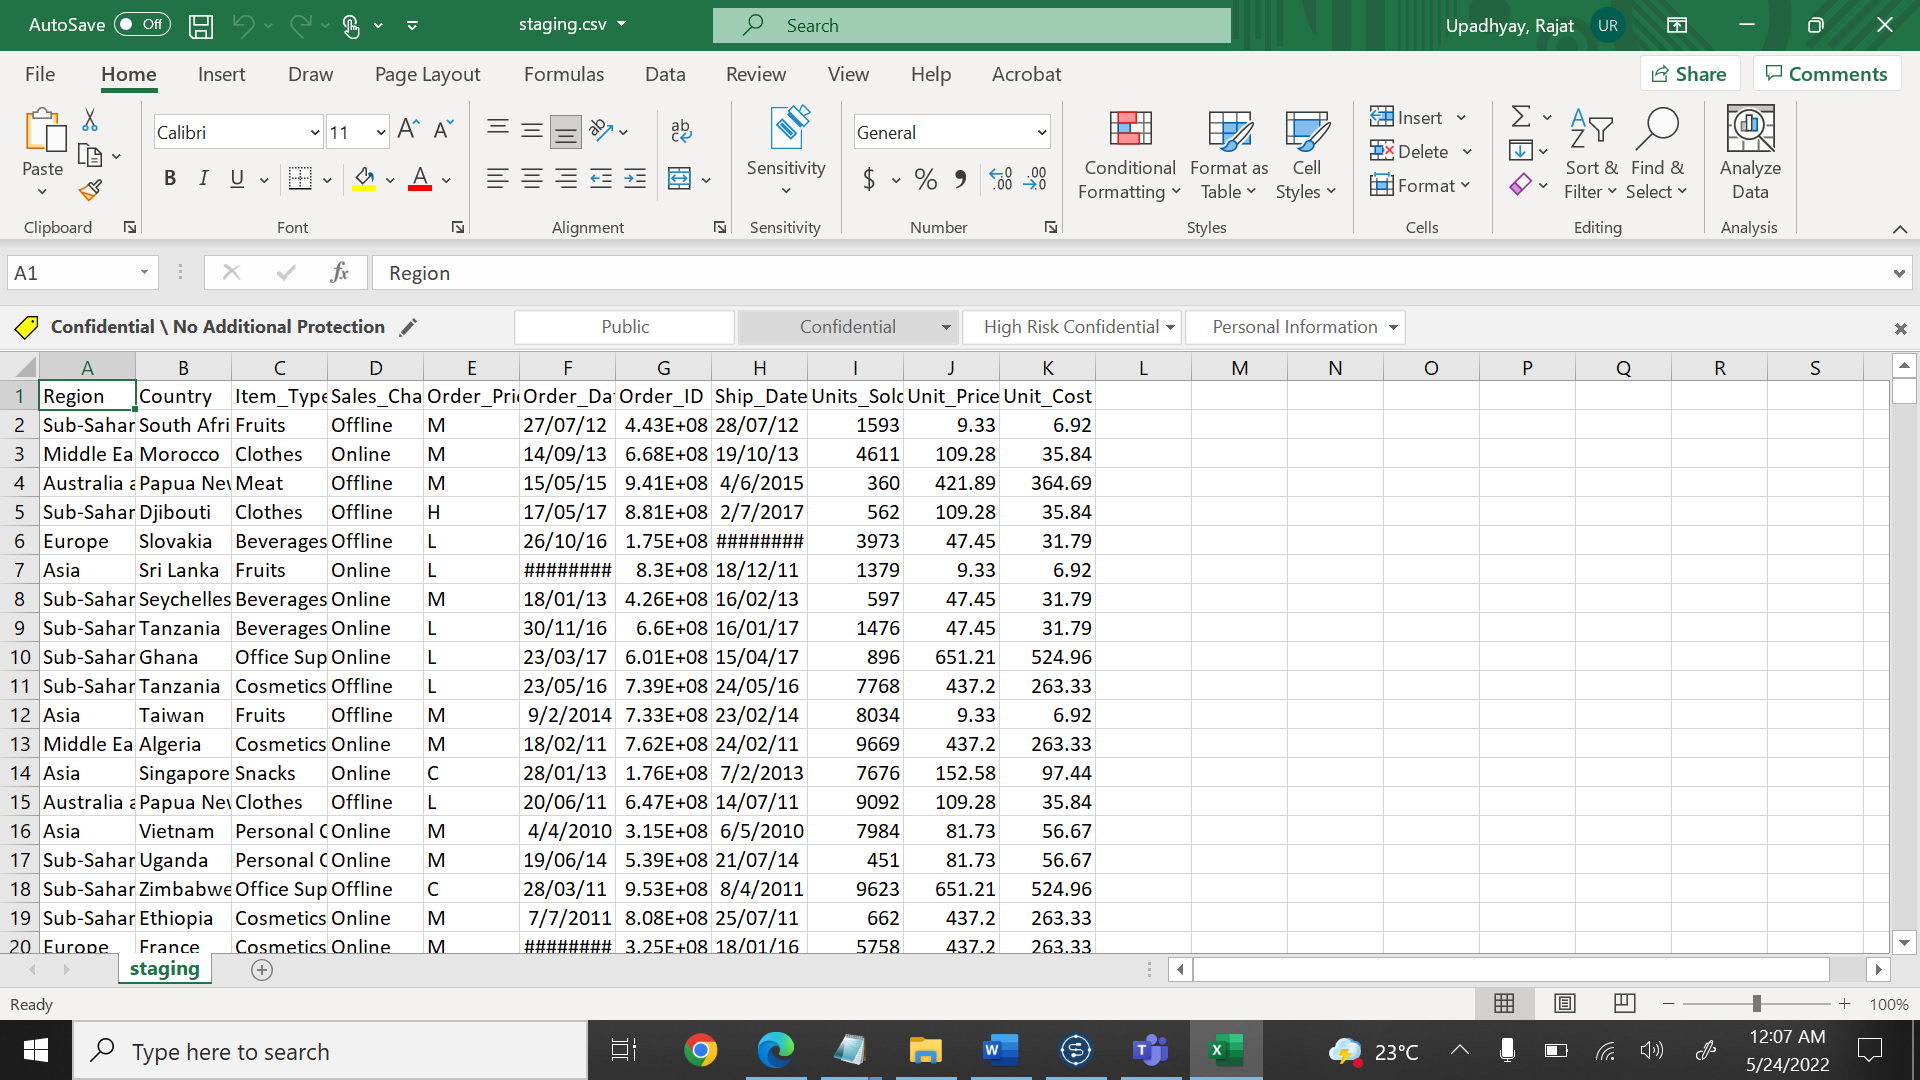 AutoSave Off staging.csv Search Upadhyay, Rajat UR
File Home Insert Draw Page Layout Formulas Data Review View Help Acrobat Share Comments
Paste Calibri 11 A A ab General Insert
B I U A $ % , .00 .00 Sensitivity Conditional Formatting Format as Table Cell Styles Delete Format Sort & Filter Find & Select Analyze Data
Clipboard Font Alignment Sensitivity Number Styles Cells Editing Analysis
A1 fx Region
Confidential \ No Additional Protection Public Confidential High Risk Confidential Personal Information
A B C D E F G H I J K L M N O P Q R S
1 Region Country Item_Type Sales_Cha Order_Pri Order_Da Order_ID Ship_Date Units_Sold Unit_Price Unit_Cost
2 Sub-Sahar South Afri Fruits Offline M 27/07/12 4.43E+08 28/07/12 1593 9.33 6.92
3 Middle Ea Morocco Clothes Online M 14/09/13 6.68E+08 19/10/13 4611 109.28 35.84
4 Australia a Papua Nev Meat Offline M 15/05/15 9.41E+08 4/6/2015 360 421.89 364.69
5 Sub-Sahar Djibouti Clothes Offline H 17/05/17 8.81E+08 2/7/2017 562 109.28 35.84
6 Europe Slovakia Beverages Offline L 26/10/16 1.75E+08 ######## 3973 47.45 31.79
7 Asia Sri Lanka Fruits Online L ######## 8.3E+08 18/12/11 1379 9.33 6.92
8 Sub-Sahar Seychelles Beverages Online M 18/01/13 4.26E+08 16/02/13 597 47.45 31.79
9 Sub-Sahar Tanzania Beverages Online L 30/11/16 6.6E+08 16/01/17 1476 47.45 31.79
10 Sub-Sahar Ghana Office Sup Online L 23/03/17 6.01E+08 15/04/17 896 651.21 524.96
11 Sub-Sahar Tanzania Cosmetics Offline L 23/05/16 7.39E+08 24/05/16 7768 437.2 263.33
12 Asia Taiwan Fruits Offline M 9/2/2014 7.33E+08 23/02/14 8034 9.33 6.92
13 Middle Ea Algeria Cosmetics Online M 18/02/11 7.62E+08 24/02/11 9669 437.2 263.33
14 Asia Singapore Snacks Online C 28/01/13 1.76E+08 7/2/2013 7676 152.58 97.44
15 Australia a Papua Nev Clothes Offline L 20/06/11 6.47E+08 14/07/11 9092 109.28 35.84
16 Asia Vietnam Personal C Online M 4/4/2010 3.15E+08 6/5/2010 7984 81.73 56.67
17 Sub-Sahar Uganda Personal C Online M 19/06/14 5.39E+08 21/07/14 451 81.73 56.67
18 Sub-Sahar Zimbabwe Office Sup Offline C 28/03/11 9.53E+08 8/4/2011 9623 651.21 524.96
19 Sub-Sahar Ethiopia Cosmetics Online M 7/7/2011 8.08E+08 25/07/11 662 437.2 263.33
20 Europe France Cosmetics Online M ######## 3.25E+08 18/01/16 5758 437.2 263.33
staging
Ready 100%
Type here to search 23°C 12:07 AM
5/24/2022